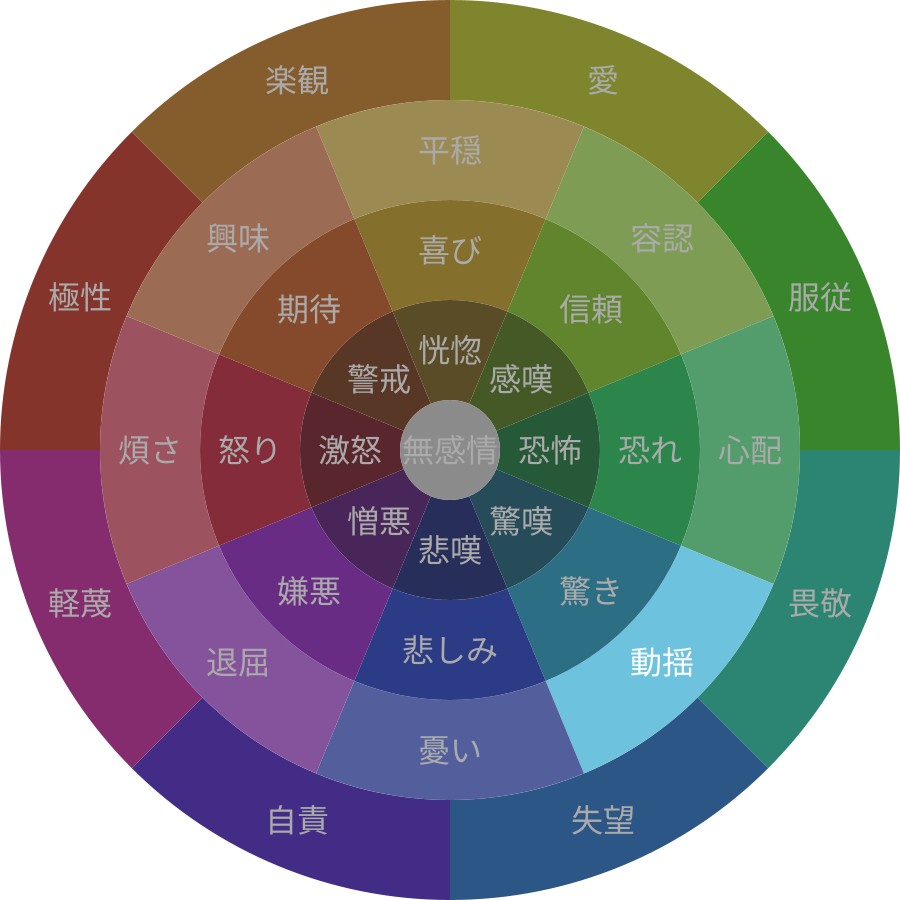 楽観
愛
平穏
興味
容認
喜び
極性
服従
期待
信頼
恍惚
警戒
感嘆
煩さ
怒り
激怒
無感情
恐怖
恐れ
心配
憎悪
驚嘆
悲嘆
嫌悪
驚き
軽蔑
畏敬
悲しみ
退屈
動揺
憂い
自責
失望